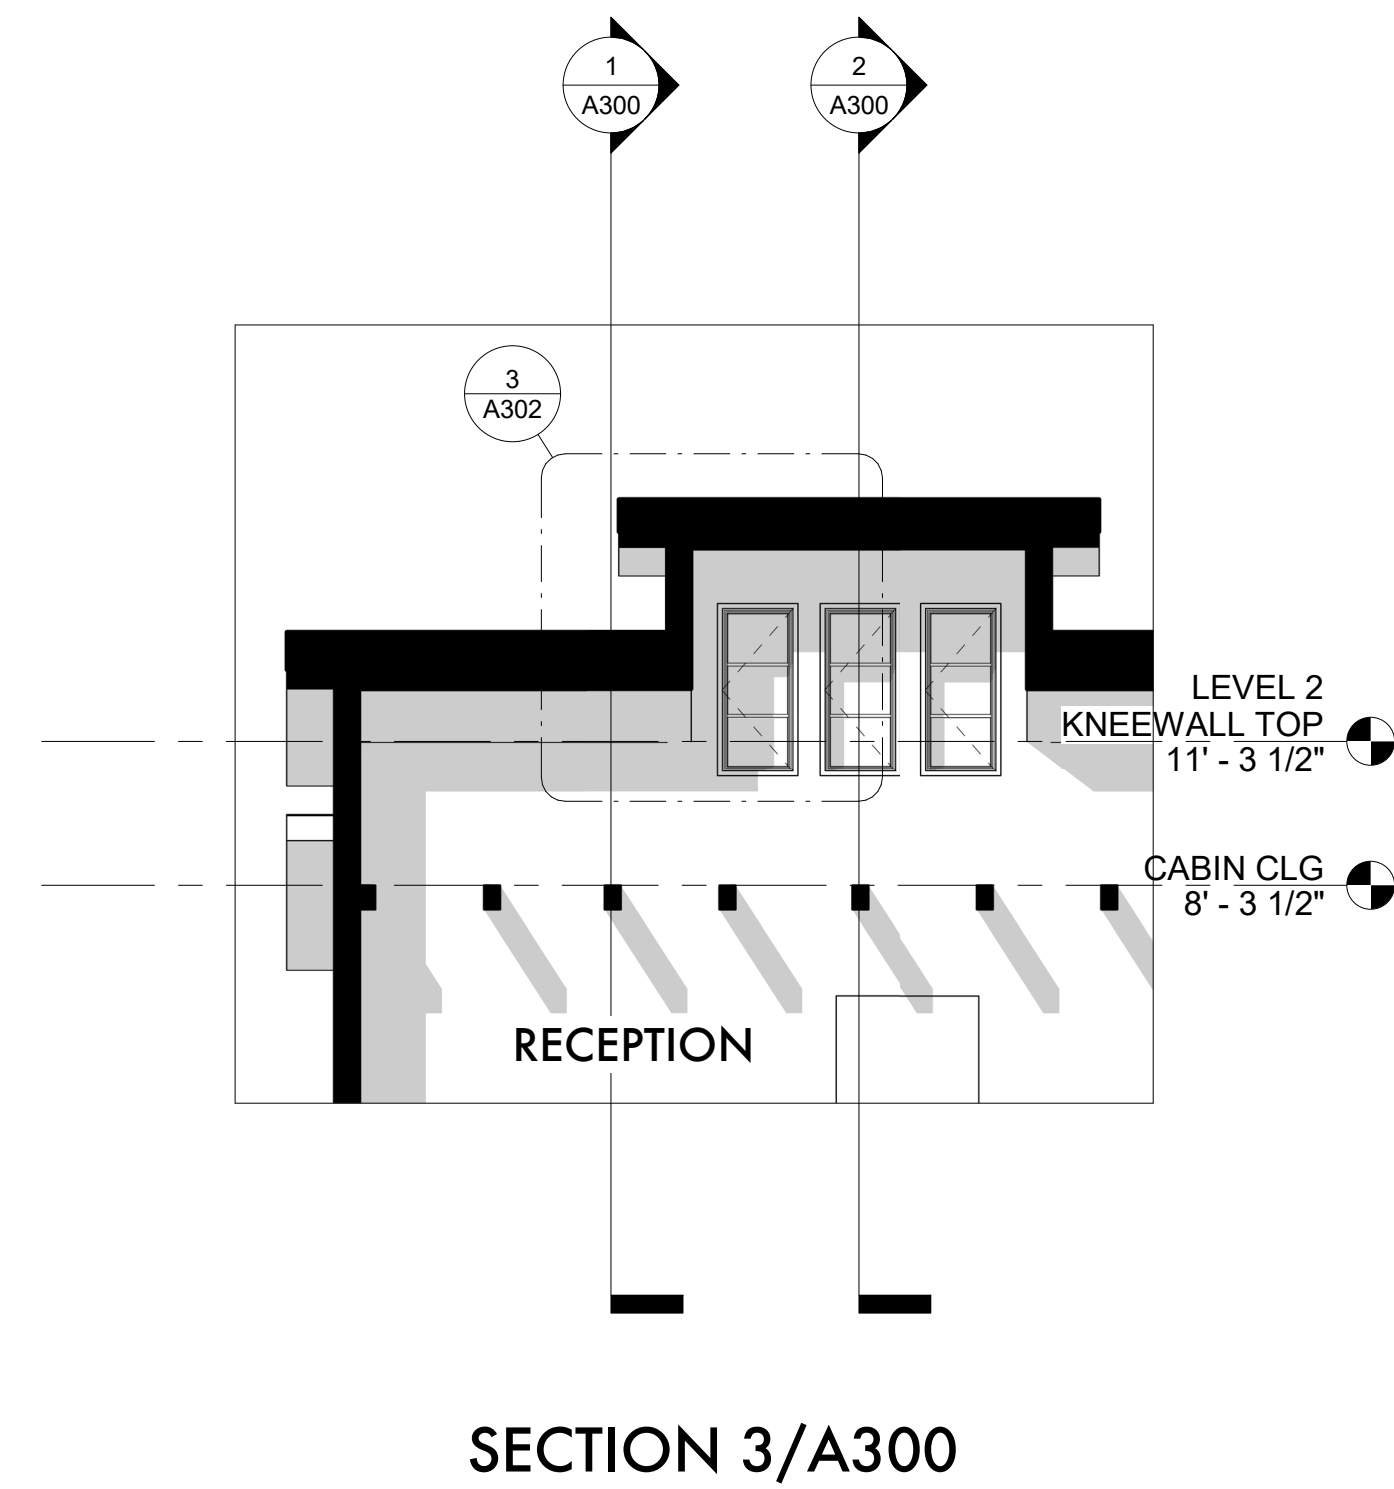 1
A300
2
A300
3
A302
LEVEL 2
KNEEWALL TOP
11' - 3 1/2"
CABIN CLG
8' - 3 1/2"
RECEPTION
SECTION 3/A300